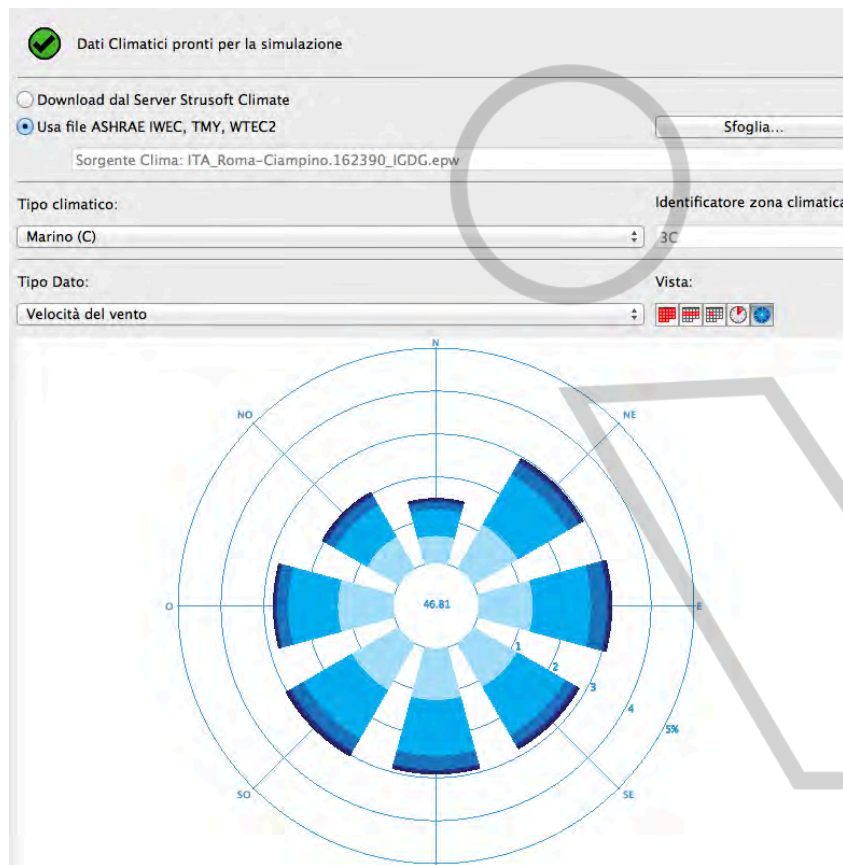 Dati Climatici pronti per la simulazione
Download dal Server Strusoft Climate
Usa file ASHRAE IWEC, TMY, WTEC2
Sfoglia...
Sorgente Clima: ITA_Roma-Ciampino.162390_IGDG.epw
Tipo climatico:
Identificatore zona climatica
Marino (C)
3C
Tipo Dato:
Vista:
Velocità del vento
N
NO
NE
O
46.81
E
1
2
3
4
5%
SO
SE